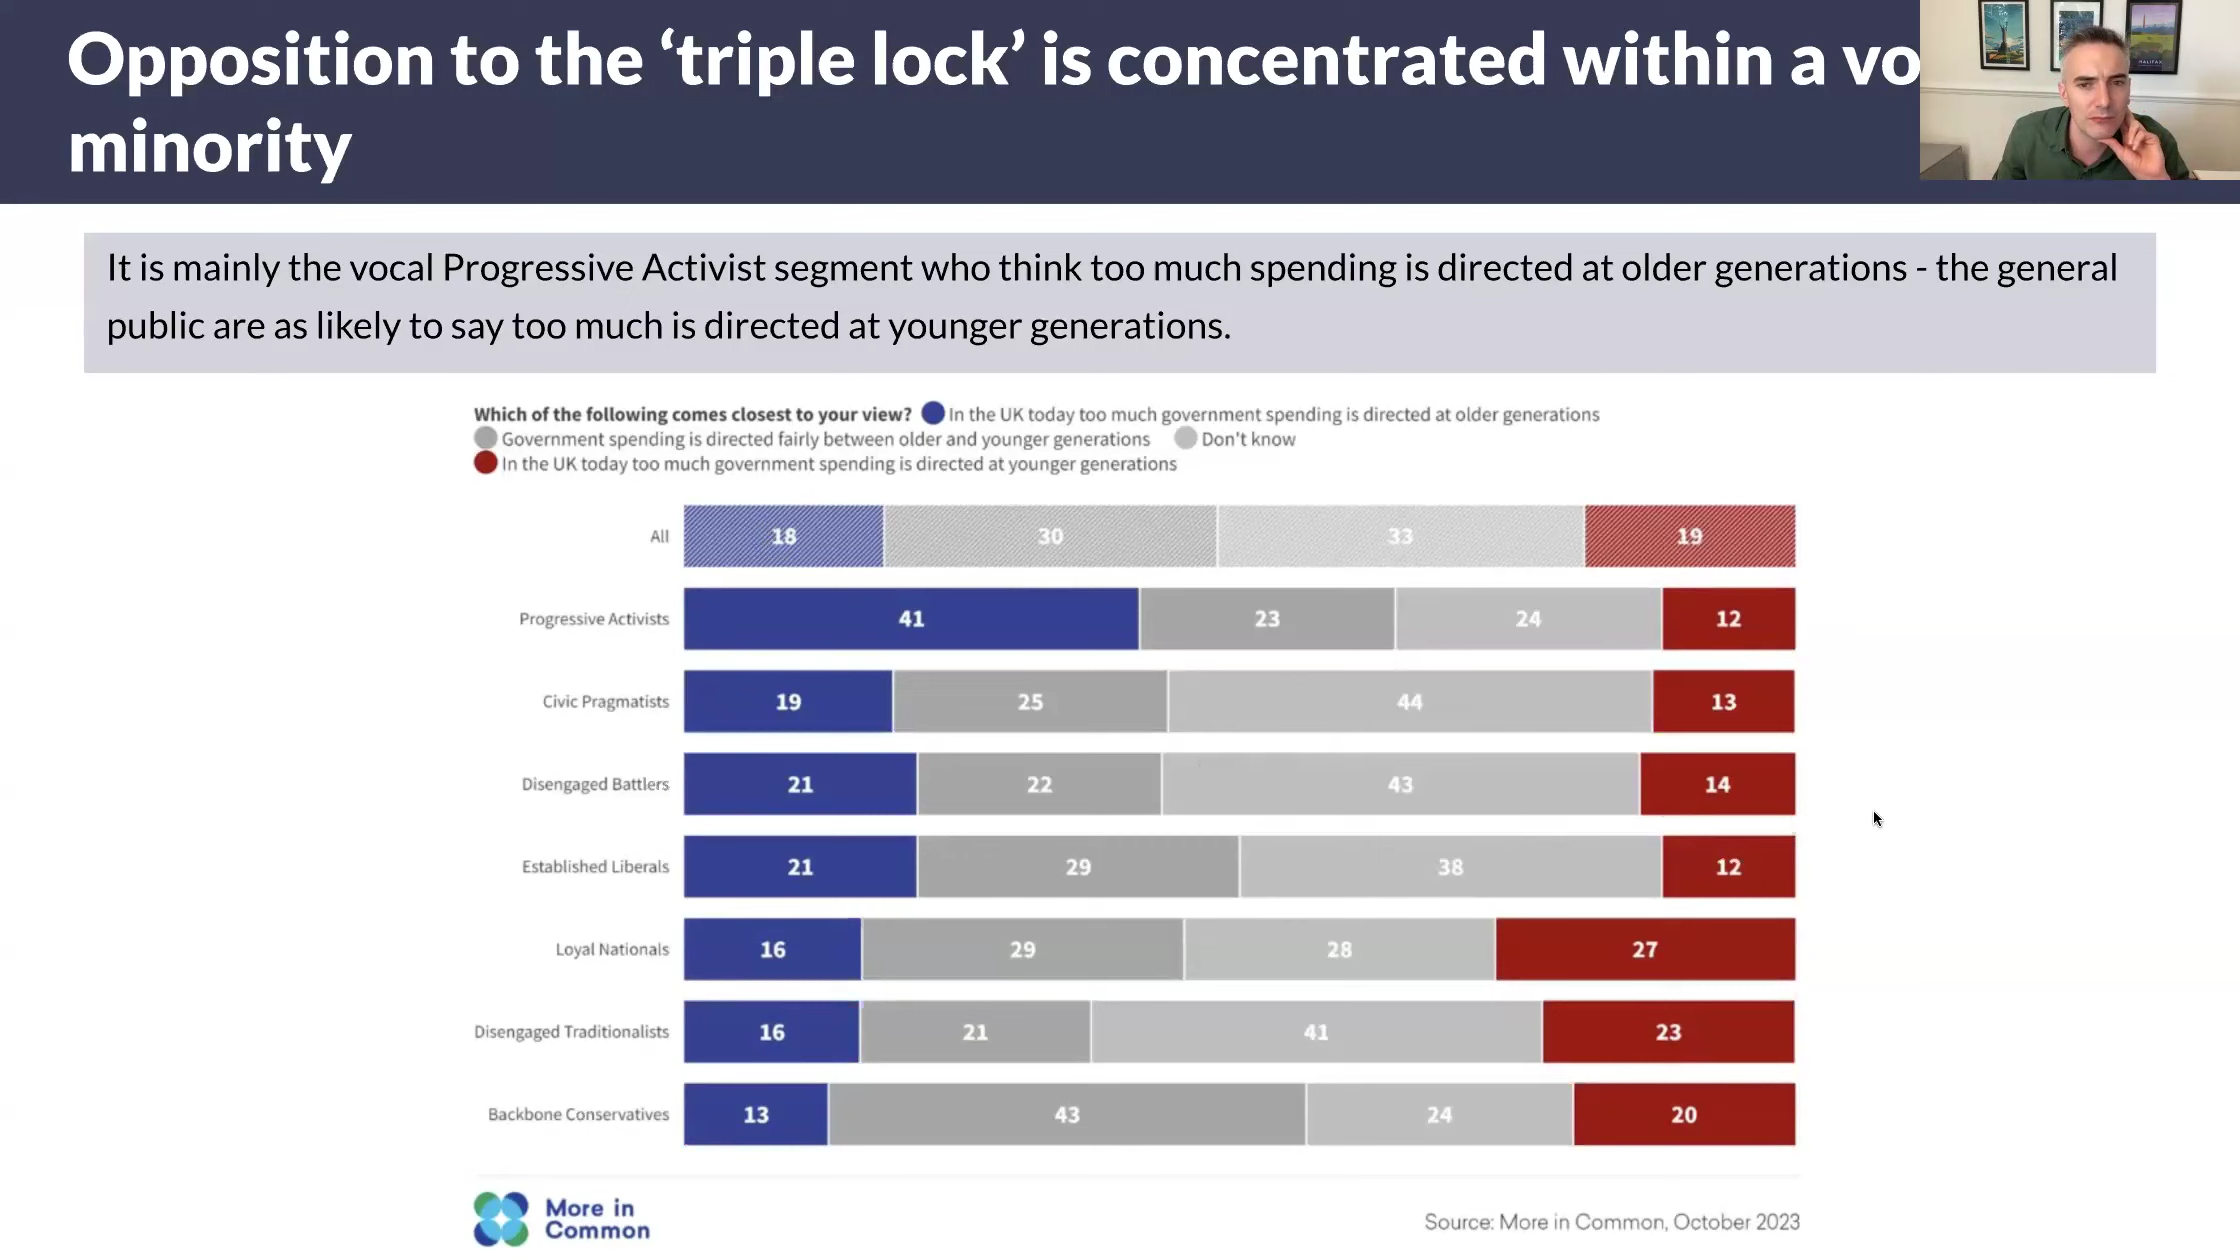 Opposition to the ‘triple lock’ is concentrated within a
minority
HALIFAX
It is mainly the vocal Progressive Activist segment who think too much spending is directed at older generations - the general
public are as likely to say too much is directed at younger generations.
Which of the following comes closest to your view? In the UK today too much government spending is directed at older generations
Government spending is directed fairly between older and younger generations Don't know
In the UK today too much government spending is directed at younger generations
All 18 30 33 19
Progressive Activists 41 23 24 12
Civic Pragmatists 19 25 44 13
Disengaged Battlers 21 22 43 14
Established Liberals 21 29 38 12
Loyal Nationals 16 29 28 27
Disengaged Traditionalists 16 21 41 23
Backbone Conservatives 13 43 24 20
More in
Common
Source: More in Common, October 2023